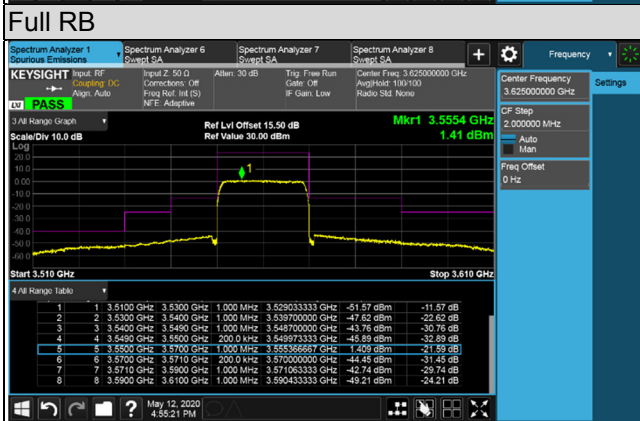 Full RB
Spectrum Analyzer 1
Spurious Emissions
Spectrum Analyzer 6
Swept SA
Spectrum Analyzer 7
Swept SA
Spectrum Analyzer 8
Swept SA
+
Frequency
KEYSIGHT
Input: RF
Coupling: DC
Align: Auto
Input Z: 50 Ω
Corrections: Off
Freq Ref: Int (S)
NFE: Adaptive
Atten: 30 dB
Trig: Free Run
Gate: Off
IF Gain: Low
Center Freq: 3.625000000 GHz
Avg|Hold: 100/100
Radio Std: None
LXI PASS
Center Frequency
3.625000000 GHz
Settings
CF Step
2.000000 MHz
Auto
Man
Freq Offset
0 Hz
3 All Range Graph
Scale/Div 10.0 dB
Ref Lvl Offset 15.50 dB
Ref Value 30.00 dBm
Mkr1 3.5554 GHz
1.41 dBm
Log
20.0
10.0
0.00
-10.0
-20.0
-30.0
-40.0
-50.0
-60.0
1
Start 3.510 GHz
Stop 3.610 GHz
4 All Range Table
1 1 3.5100 GHz 3.5300 GHz 1.000 MHz 3.529033333 GHz -51.57 dBm -11.57 dB
2 2 3.5300 GHz 3.5400 GHz 1.000 MHz 3.539700000 GHz -47.62 dBm -22.62 dB
3 3 3.5400 GHz 3.5490 GHz 1.000 MHz 3.548700000 GHz -43.76 dBm -30.76 dB
4 4 3.5490 GHz 3.5500 GHz 200.0 kHz 3.549973333 GHz -45.89 dBm -32.89 dB
5 5 3.5500 GHz 3.5700 GHz 1.000 MHz 3.555366667 GHz 1.409 dBm -21.59 dB
6 6 3.5700 GHz 3.5710 GHz 200.0 kHz 3.570000000 GHz -44.45 dBm -31.45 dB
7 7 3.5710 GHz 3.5900 GHz 1.000 MHz 3.571063333 GHz -42.74 dBm -29.74 dB
8 8 3.5900 GHz 3.6100 GHz 1.000 MHz 3.590433333 GHz -49.21 dBm -24.21 dB
?
May 12, 2020
4:55:21 PM